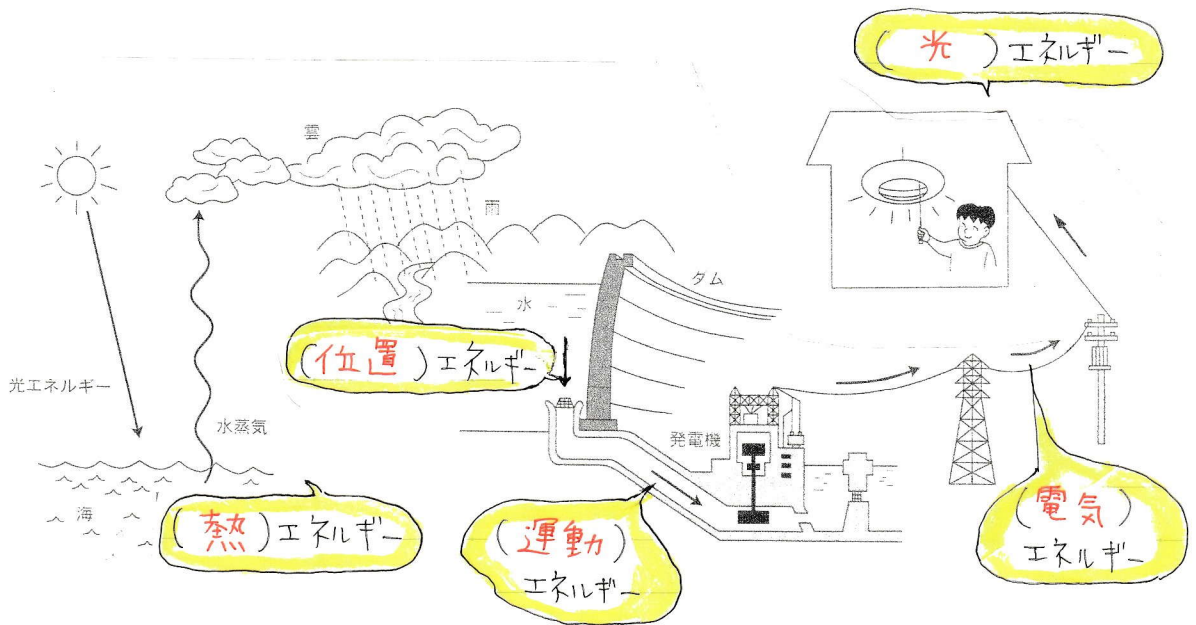 (光)エネルギー
雲
雨
ダム
水
(位置)エネルギー
光エネルギー
水蒸気
発電機
海
(熱)エネルギー
(運動)
エネルギー
(電気)
エネルギー